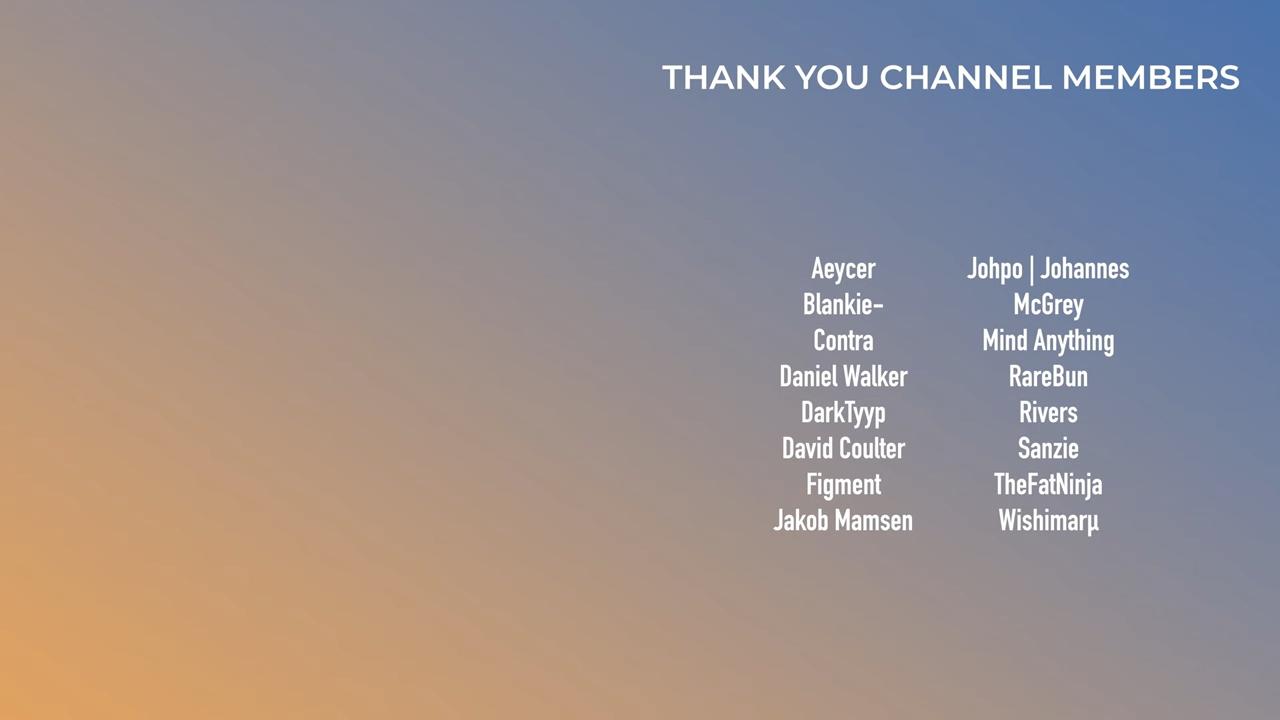 THANK YOU CHANNEL MEMBERS
Aeycer
Blankie-
Contra
Daniel Walker
DarkTyyp
David Coulter
Figment
Jakob Mamsen
Johpo | Johannes
McGrey
Mind Anything
RareBun
Rivers
Sanzie
TheFatNinja
Wishimarμ